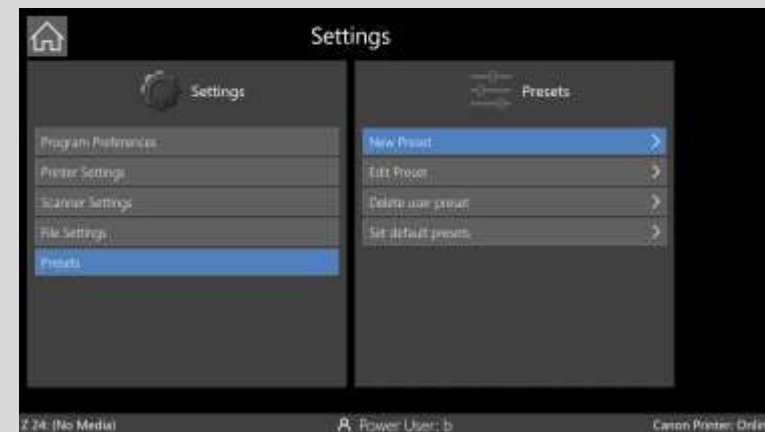 Settings
Settings
Program Preferences
Printer Settings
Scanner Settings
File Settings
Presets
Presets
New Preset
Edit Preset
Delete user preset
Set default presets
Z 24: (No Media)
Power User: b
Canon Printer: Onlin